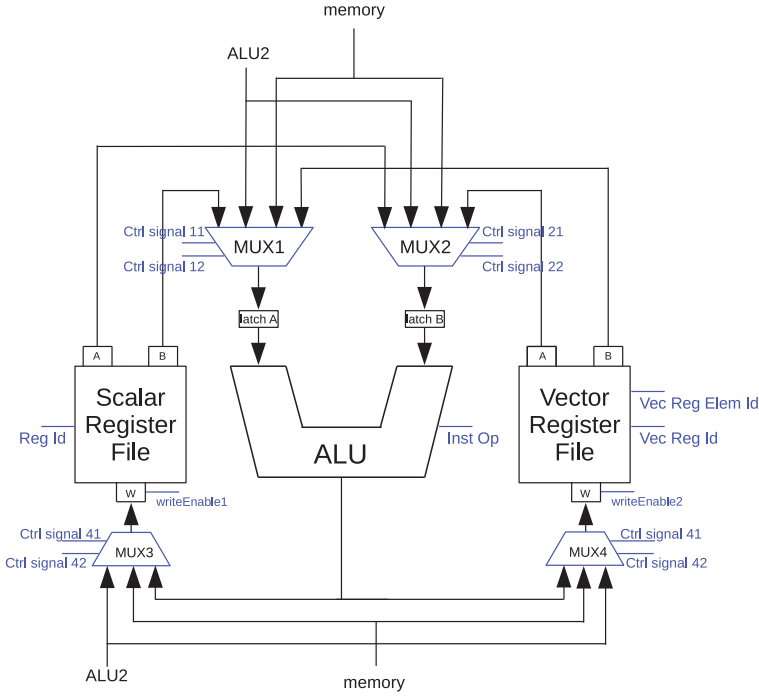 memory
ALU2
Ctrl signal 11
MUX1
MUX2
Ctrl signal 21
Ctrl signal 12
Ctrl signal 22
latch A
latch B
A
B
A
B
Scalar
Register
File
Vector
Register
File
Vec Reg Elem Id
Reg Id
Inst Op
Vec Reg Id
ALU
W
writeEnable1
W
writeEnable2
Ctrl signal 41
MUX3
Ctrl signal 42
Ctrl signal 41
MUX4
Ctrl signal 42
ALU2
memory